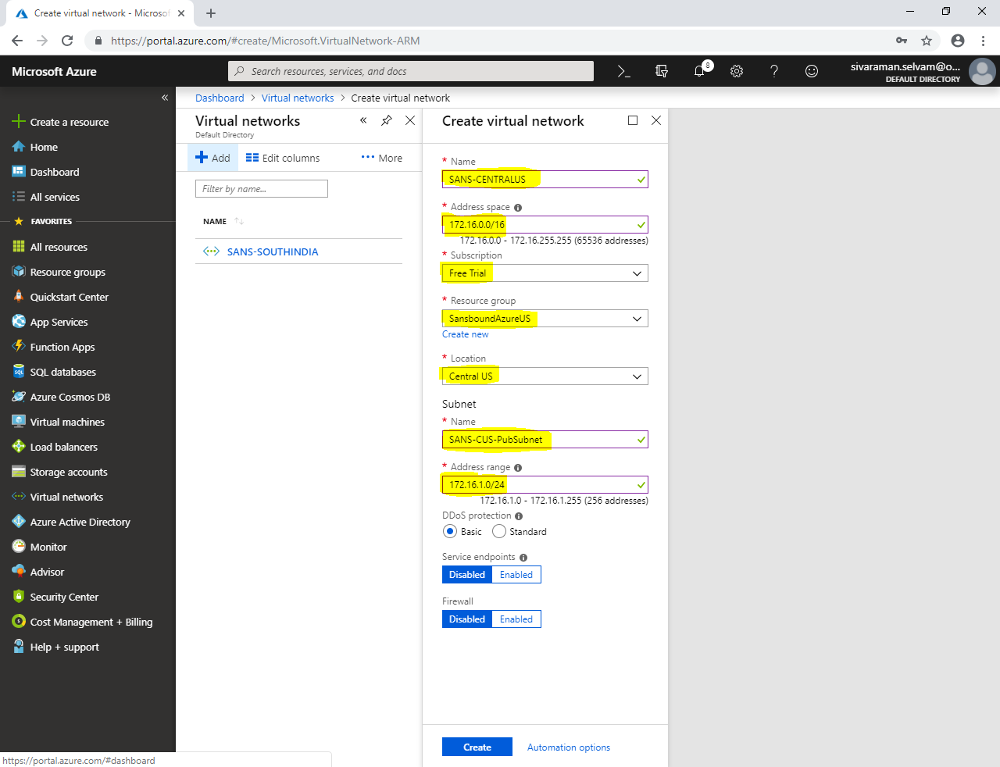 Create virtual network - Microsof
https://portal.azure.com/#create/Microsoft.VirtualNetwork-ARM
Microsoft Azure
Search resources, services, and docs
8
sivaraman.selvam@o...
DEFAULT DIRECTORY
Dashboard > Virtual networks > Create virtual network
Create a resource
Home
Dashboard
All services
FAVORITES
All resources
Resource groups
Quickstart Center
App Services
Function Apps
SQL databases
Azure Cosmos DB
Virtual machines
Load balancers
Storage accounts
Virtual networks
Azure Active Directory
Monitor
Advisor
Security Center
Cost Management + Billing
Help + support
https://portal.azure.com/#dashboard
Virtual networks
Default Directory
Add Edit columns ••• More
Filter by name...
NAME
SANS-SOUTHINDIA
Create virtual network
* Name
SANS-CENTRALUS
* Address space
172.16.0.0/16
172.16.0.0 - 172.16.255.255 (65536 addresses)
* Subscription
Free Trial
* Resource group
SansboundAzureUS
Create new
* Location
Central US
Subnet
* Name
SANS-CUS-PubSubnet
* Address range
172.16.1.0/24
172.16.1.0 - 172.16.1.255 (256 addresses)
DDoS protection
Basic Standard
Service endpoints
Disabled Enabled
Firewall
Disabled Enabled
Create Automation options